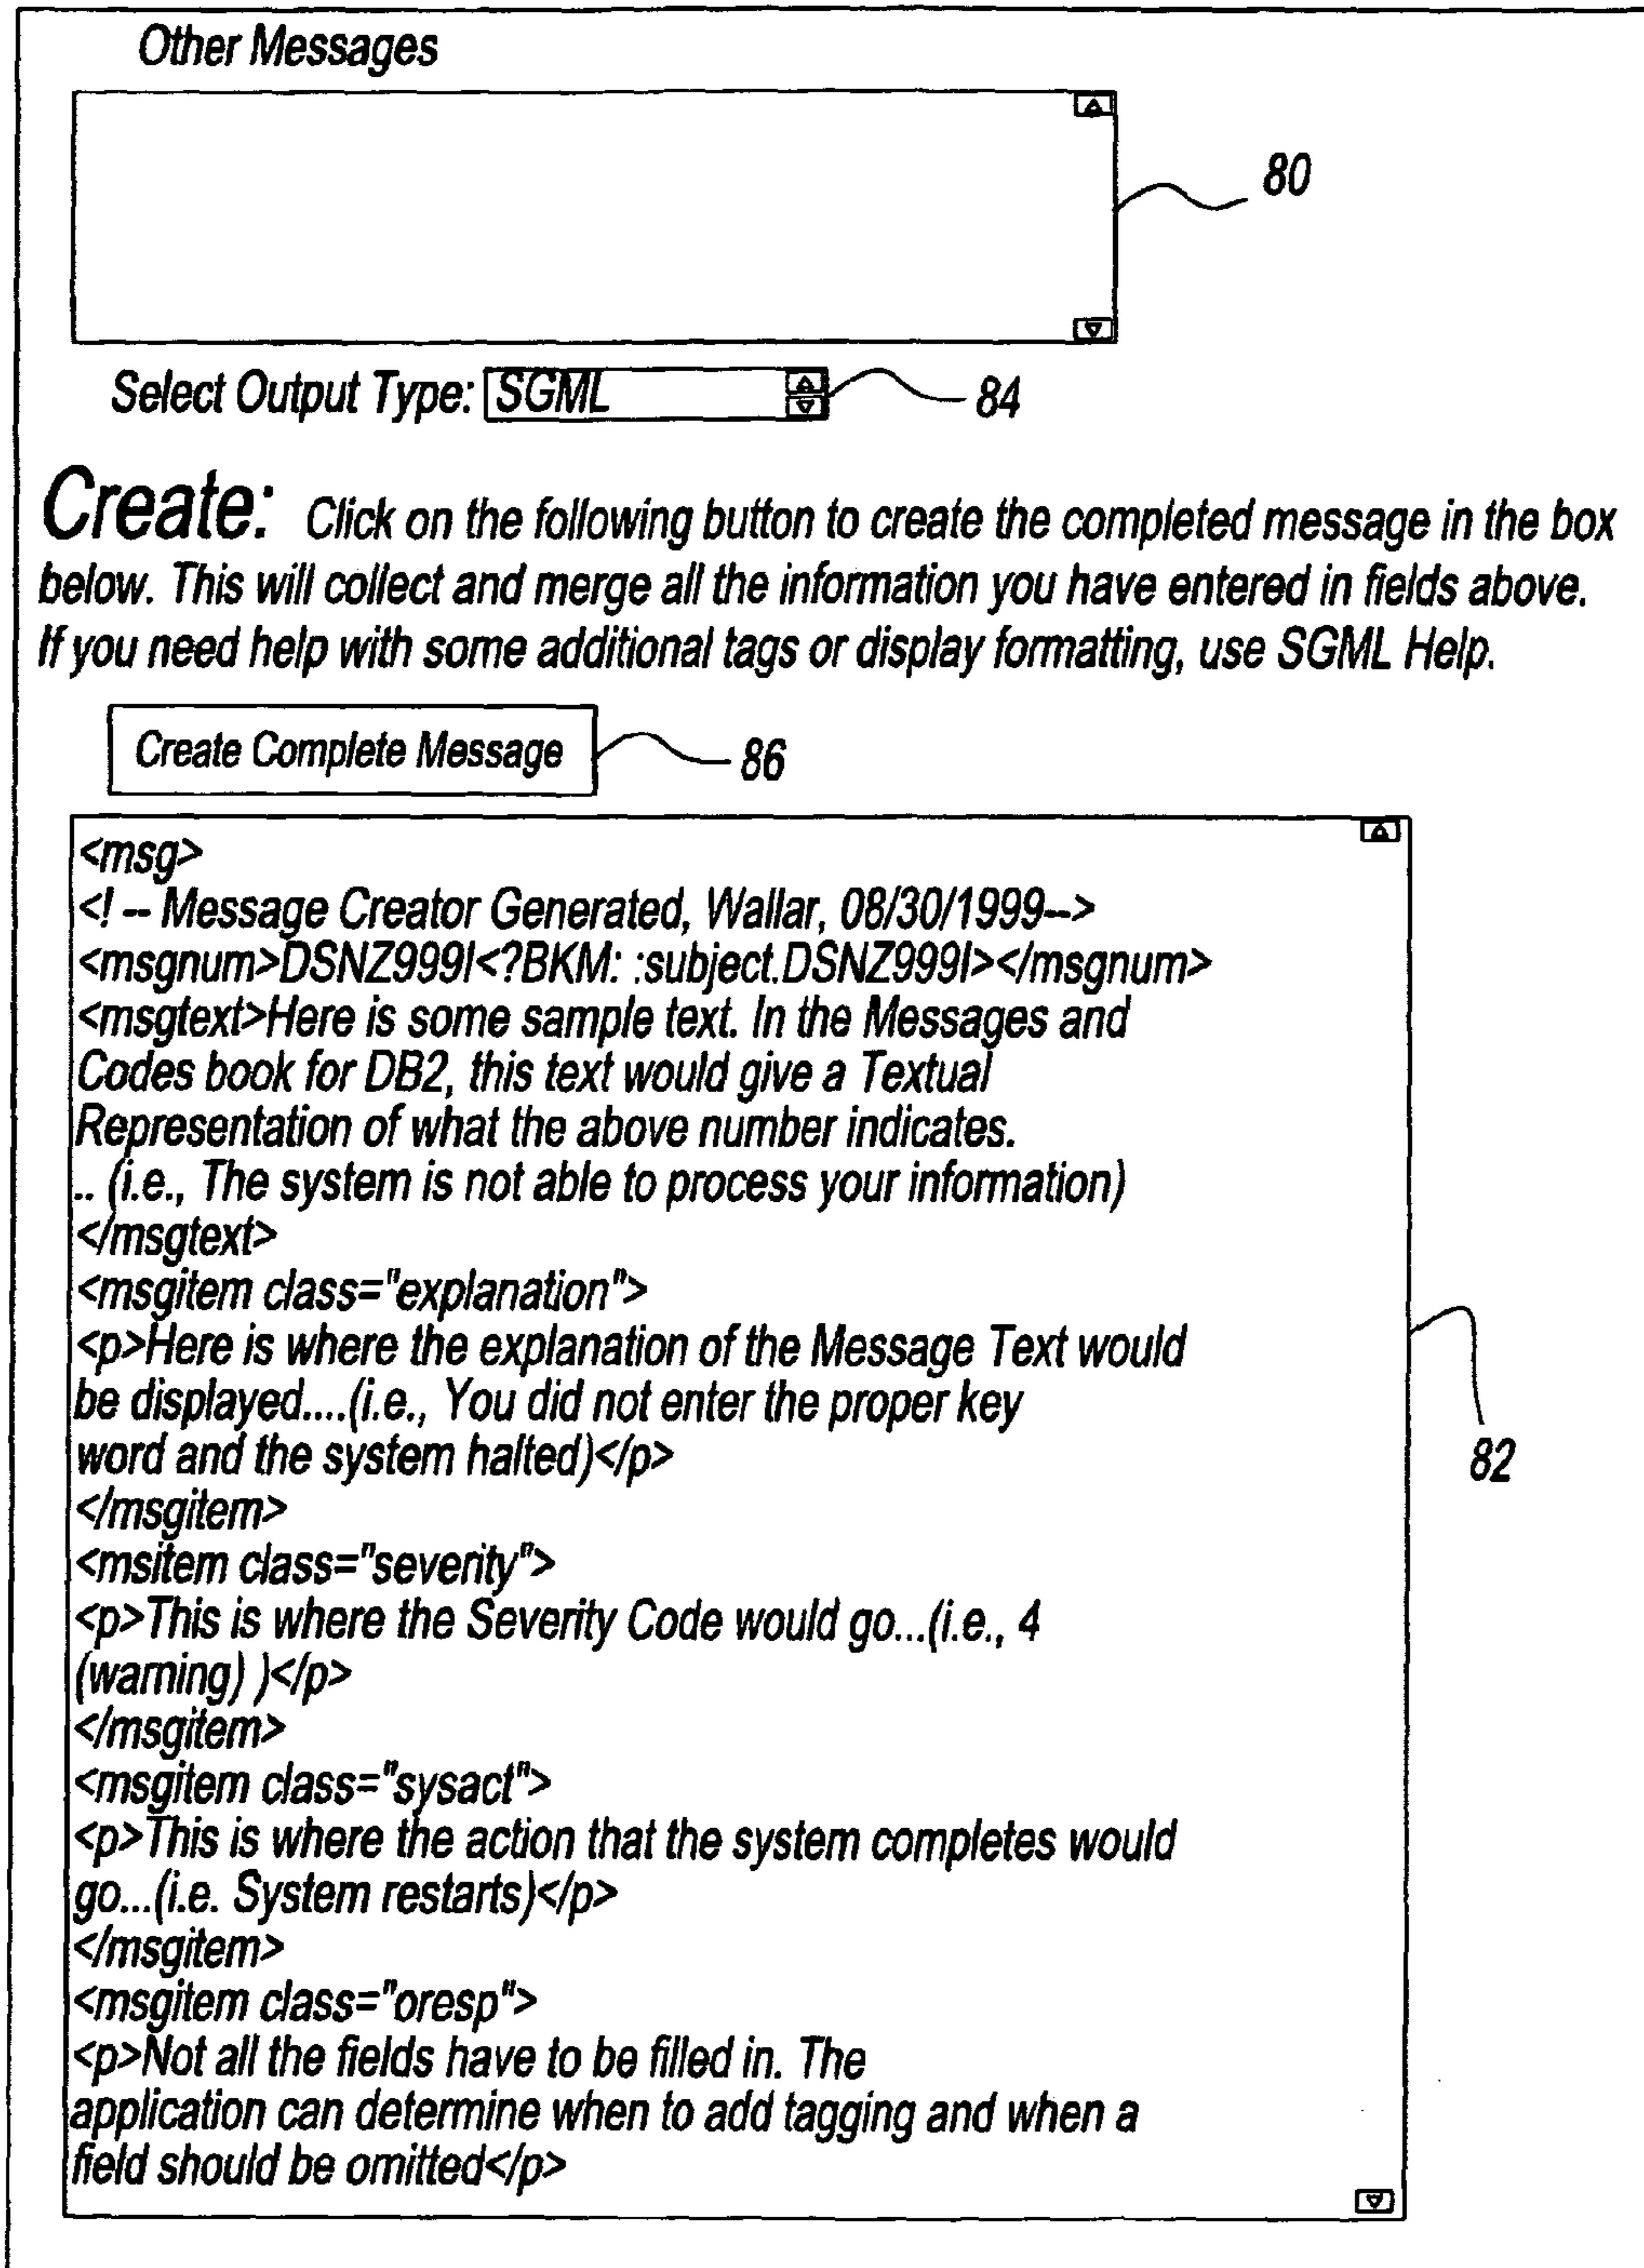 Other Messages
80
Select Output Type: SGML
84
Create: Click on the following button to create the completed message in the box
below. This will collect and merge all the information you have entered in fields above.
If you need help with some additional tags or display formatting, use SGML Help.
Create Complete Message
86
<msg>
<! -- Message Creator Generated, Wallar, 08/30/1999-->
<msgnum>DSNZ999I<?BKM: :subject.DSNZ999I></msgnum>
<msgtext>Here is some sample text. In the Messages and
Codes book for DB2, this text would give a Textual
Representation of what the above number indicates.
.. (i.e., The system is not able to process your information)
</msgtext>
<msgitem class="explanation">
<p>Here is where the explanation of the Message Text would
be displayed....(i.e., You did not enter the proper key
word and the system halted)</p>
</msgitem>
<msitem class="severity">
<p>This is where the Severity Code would go...(i.e., 4
(warning) )</p>
</msgitem>
<msgitem class="sysact">
<p>This is where the action that the system completes would
go...(i.e. System restarts)</p>
</msgitem>
<msgitem class="oresp">
<p>Not all the fields have to be filled in. The
application can determine when to add tagging and when a
field should be omitted</p>
82